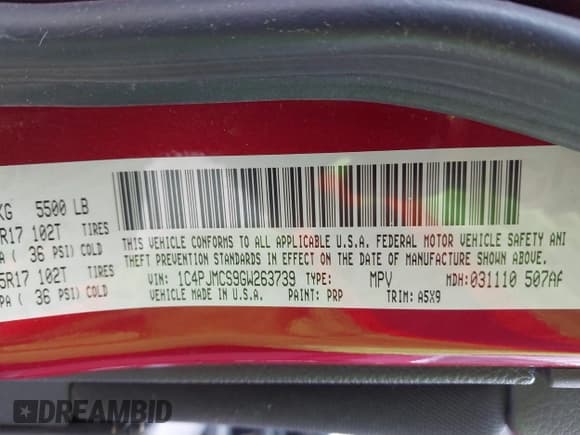 KG 5500 LB
R17 102T TIRES
A ( 36 PSI) COLD
5R17 102T TIRES
PA ( 36 PSI) COLD
THIS VEHICLE CONFORMS TO ALL APPLICABLE U.S.A. FEDERAL MOTOR VEHICLE SAFETY AND
THEFT PREVENTION STANDARDS IN EFFECT ON THE DATE OF MANUFACTURE SHOWN ABOVE.
VIN: 1C4PJMCS9GW263739 TYPE: MPV MDH: 031110 507AF
VEHICLE MADE IN U.S.A. PAINT: PRP TRIM: A5X9
DREAMBID